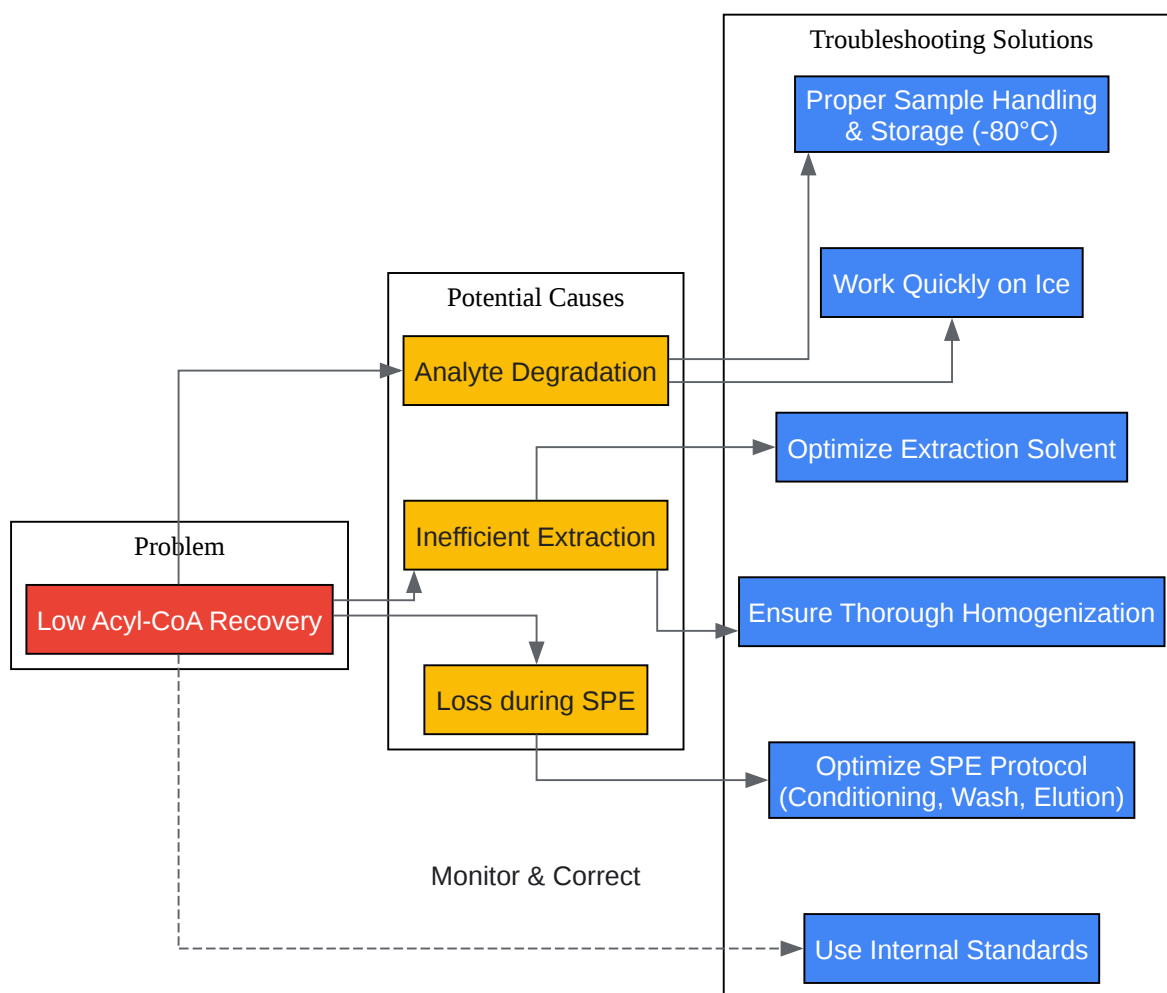 Problem
Low Acyl-CoA Recovery
Potential Causes
Analyte Degradation
Inefficient Extraction
Loss during SPE
Monitor & Correct
Troubleshooting Solutions
Proper Sample Handling
& Storage (-80°C)
Work Quickly on Ice
Optimize Extraction Solvent
Ensure Thorough Homogenization
Optimize SPE Protocol
(Conditioning, Wash, Elution)
Use Internal Standards